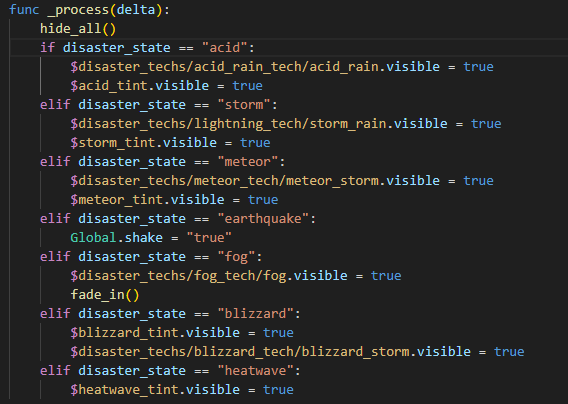 func _process(delta):
    hide_all()
    if disaster_state == "acid":
        $disaster_techs/acid_rain_tech/acid_rain.visible = true
        $acid_tint.visible = true
    elif disaster_state == "storm":
        $disaster_techs/lightning_tech/storm_rain.visible = true
        $storm_tint.visible = true
    elif disaster_state == "meteor":
        $disaster_techs/meteor_tech/meteor_storm.visible = true
        $meteor_tint.visible = true
    elif disaster_state == "earthquake":
        Global.shake = "true"
    elif disaster_state == "fog":
        $disaster_techs/fog_tech/fog.visible = true
        fade_in()
    elif disaster_state == "blizzard":
        $blizzard_tint.visible = true
        $disaster_techs/blizzard_tech/blizzard_storm.visible = true
    elif disaster_state == "heatwave":
        $heatwave_tint.visible = true